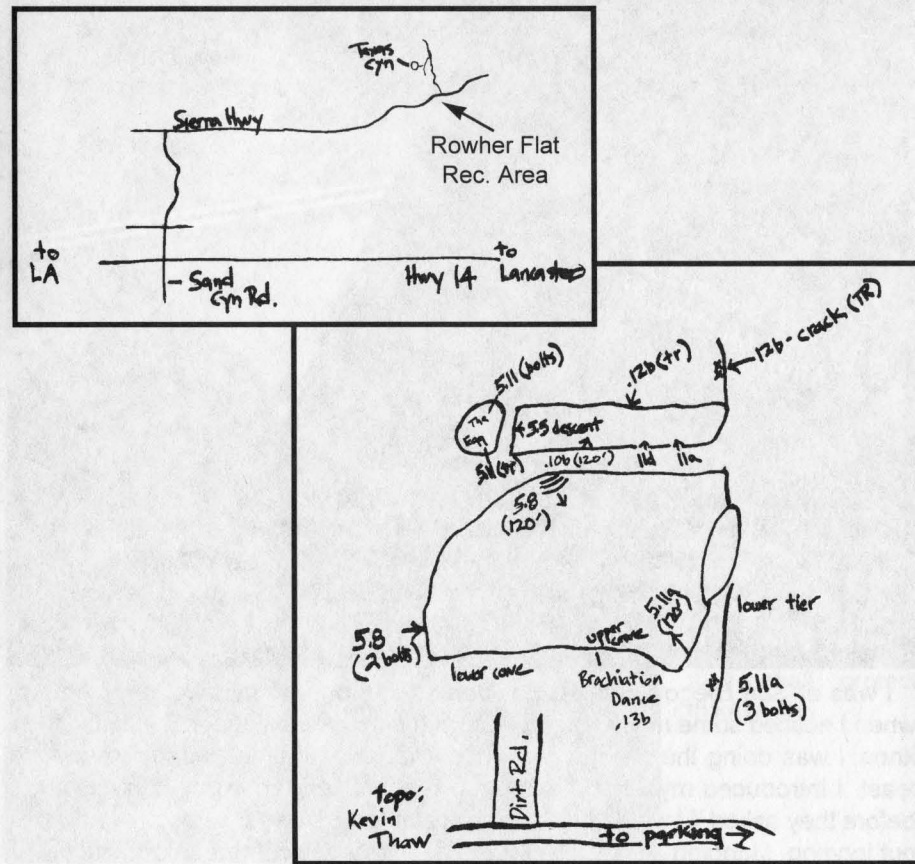 Texas
Cyn
Sierra Hwy
Rowher Flat
Rec. Area
to
LA
Sand
Cyn Rd.
Hwy 14
to
Lancaster
12b-crack (TR)
.12b (tr)
5.11 (bolts)
The
Egg
5.5 descent
5.11 (tr)
.10b (120')
11d
11a
5.8
(120')
5.11a
(120')
lower tier
5.8
(2 bolts)
lower cave
upper cave
Brachiation
Dance
.13b
5.11a
(3 bolts)
Dirt Rd
topo:
Kevin
Thaw
to parking